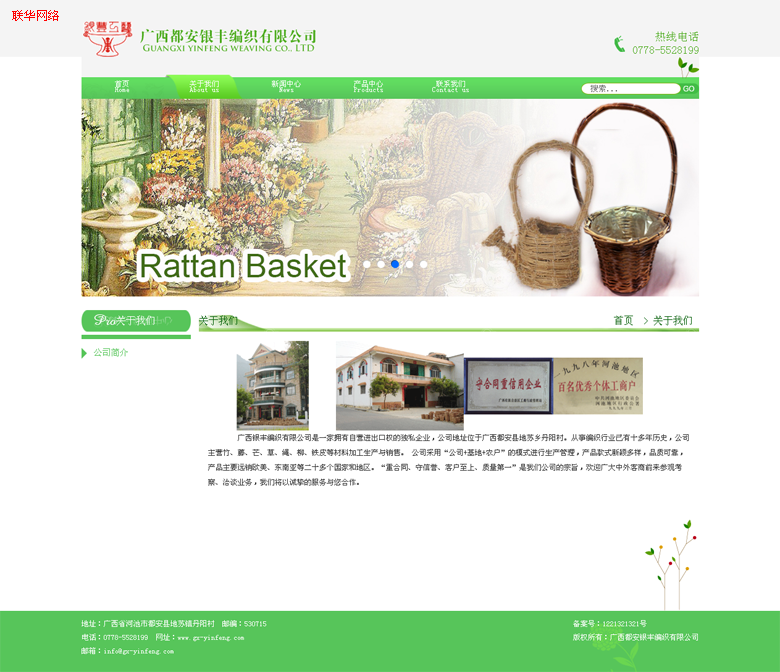 联华网络
广西都安银丰编织有限公司
GUANGXI YINFENG WEAVING CO., LTD
热线电话
0778-5528199
首页 关于我们 新闻中心 产品中心 联系我们
Home About us News Products Contact us
搜索... GO
Rattan Basket
关于我们
关于我们
首页 > 关于我们
公司简介
守合同重信用企业
一九九八年河池地区
百名优秀个体工商户
广西银丰编织有限公司是一家拥有自营进出口权的独私企业，公司地址位于广西都安县地苏乡丹阳村。从事编织行业已有十多年历史，公司
主营竹、藤、芒、草、绳、柳、铁皮等材料加工生产与销售。 公司采用“公司+基地+农户”的模式进行生产管理，产品款式新颖多样，品质可靠，
产品主要远销欧美、东南亚等二十多个国家和地区。“重合同、守信誉、客户至上、质量第一”是我们公司的宗旨，欢迎广大中外客商前来参观考
察、洽谈业务，我们将以诚挚的服务与您合作。
地址：广西省河池市都安县地苏镇丹阳村 邮编：530715
电话：0778-5528199 网址：www.gx-yinfeng.com
邮箱：info@gx-yinfeng.com
备案号：1221321321号
版权所有：广西都安银丰编织有限公司